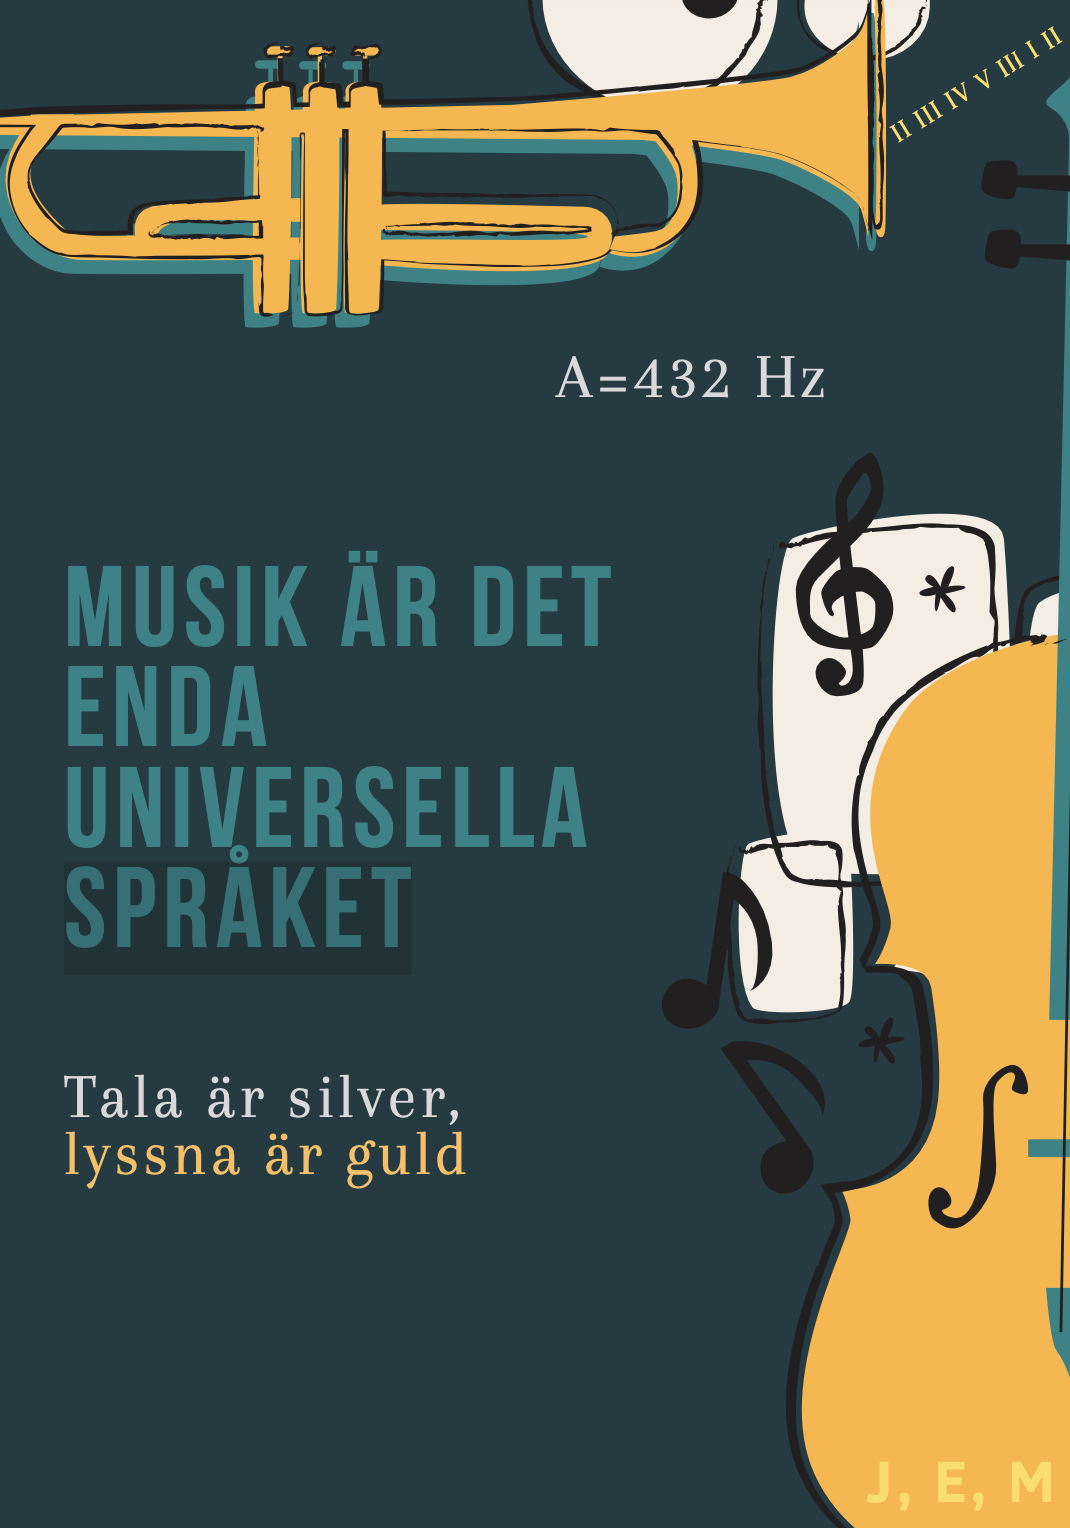 II III IV V III I II
A=432 Hz
MUSIK ÄR DET
ENDA
UNIVERSELLA
SPRÅKET
Tala är silver,
lyssna är guld
J, E, M